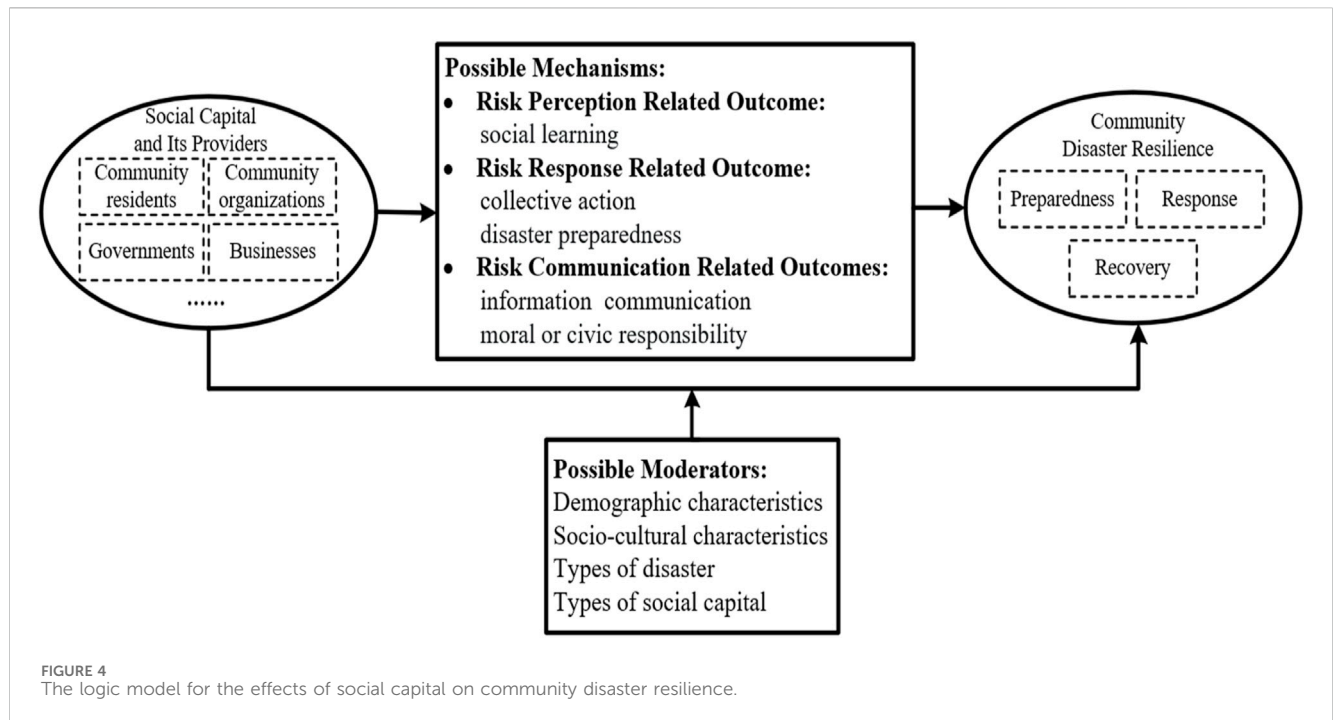 Social Capital
and Its Providers
Community
residents
Community
organizations
Governments
Businesses
......
Possible Mechanisms:
• Risk Perception Related Outcome:
social learning
• Risk Response Related Outcome:
collective action
disaster preparedness
• Risk Communication Related Outcomes:
information communication
moral or civic responsibility
Community
Disaster Resilience
Preparedness
Response
Recovery
Possible Moderators:
Demographic characteristics
Socio-cultural characteristics
Types of disaster
Types of social capital
FIGURE 4
The logic model for the effects of social capital on community disaster resilience.